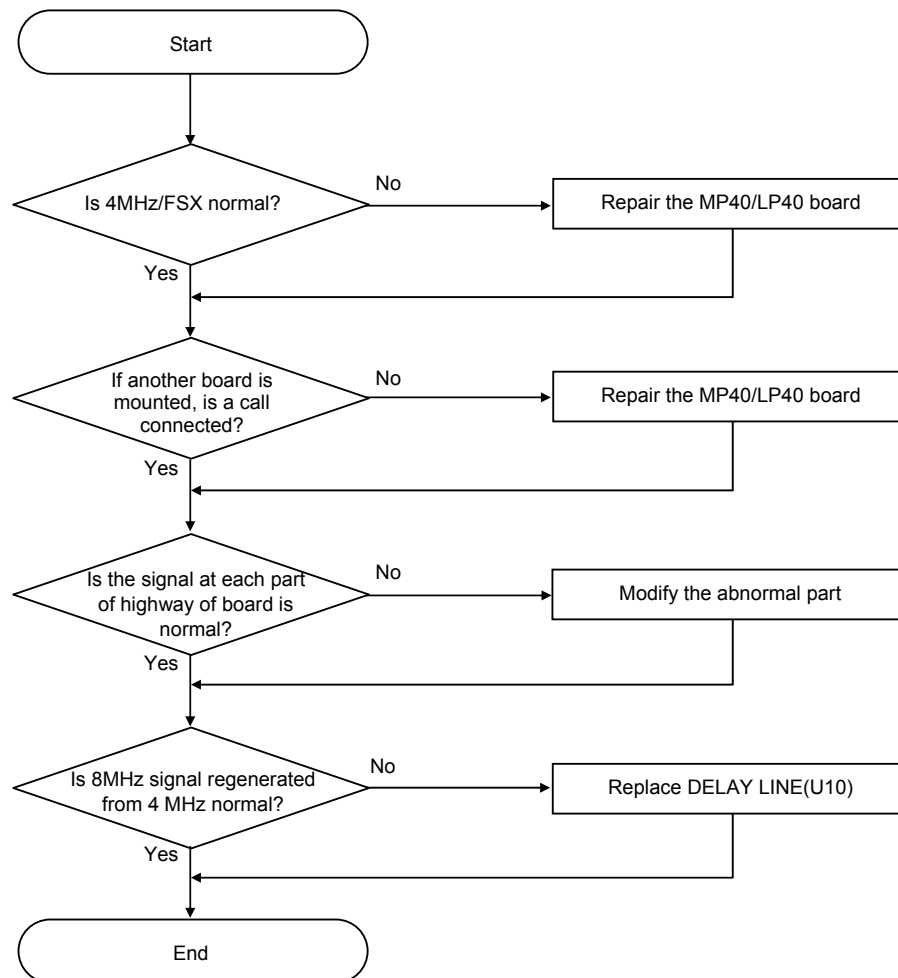 Start
Is 4MHz/FSX normal?
No
Repair the MP40/LP40 board
Yes
If another board is
mounted, is a call
connected?
No
Repair the MP40/LP40 board
Yes
Is the signal at each part
of highway of board is
normal?
No
Modify the abnormal part
Yes
Is 8MHz signal regenerated
from 4 MHz normal?
No
Replace DELAY LINE(U10)
Yes
End